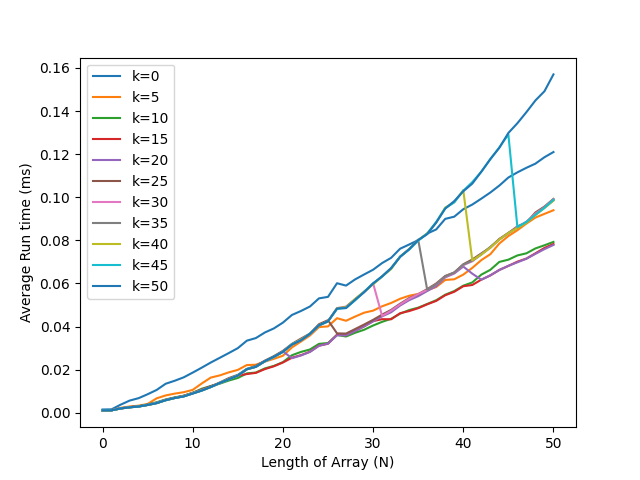 0.16
0.14
0.12
0.10
0.08
0.06
0.04
0.02
0.00
Average Run time (ms)
k=0
k=5
k=10
k=15
k=20
k=25
k=30
k=35
k=40
k=45
k=50
0 10 20 30 40 50
Length of Array (N)